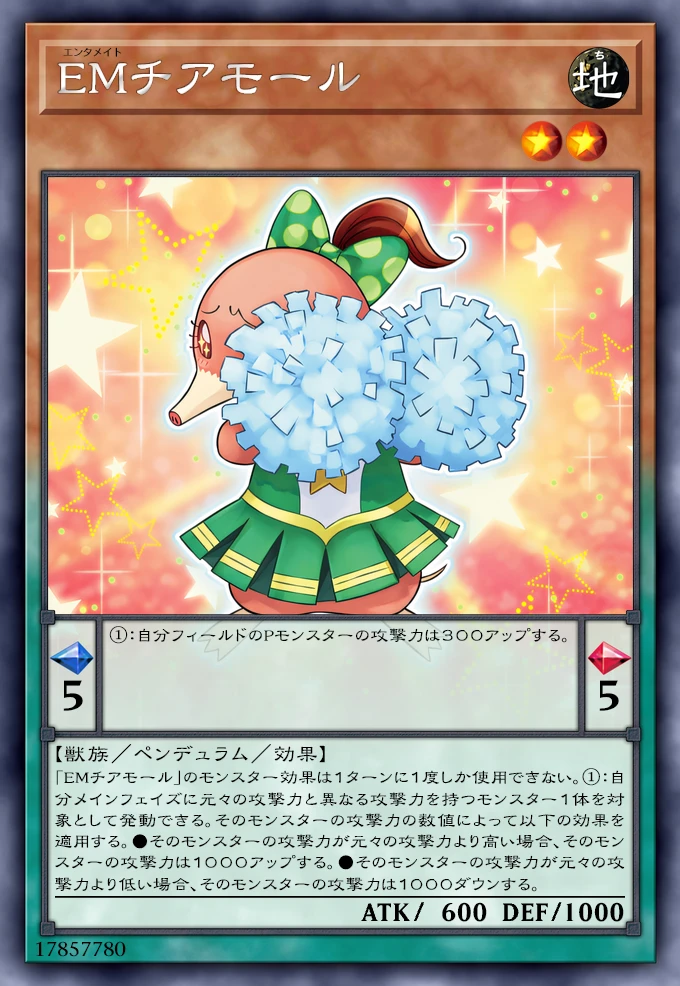 エンタメイト
EMチアモール
ち
地
①:自分フィールドのPモンスターの攻撃力は300アップする。
5
5
【獣族/ペンデュラム/効果】
「EMチアモール」のモンスター効果は1ターンに1度しか使用できない。①:自
分メインフェイズに元々の攻撃力と異なる攻撃力を持つモンスター1体を対
象として発動できる。そのモンスターの攻撃力の数値によって以下の効果を
適用する。●そのモンスターの攻撃力が元々の攻撃力より高い場合、そのモン
スターの攻撃力は1000アップする。●そのモンスターの攻撃力が元々の攻
撃力より低い場合、そのモンスターの攻撃力は1000ダウンする。
ATK/ 600 DEF/1000
17857780